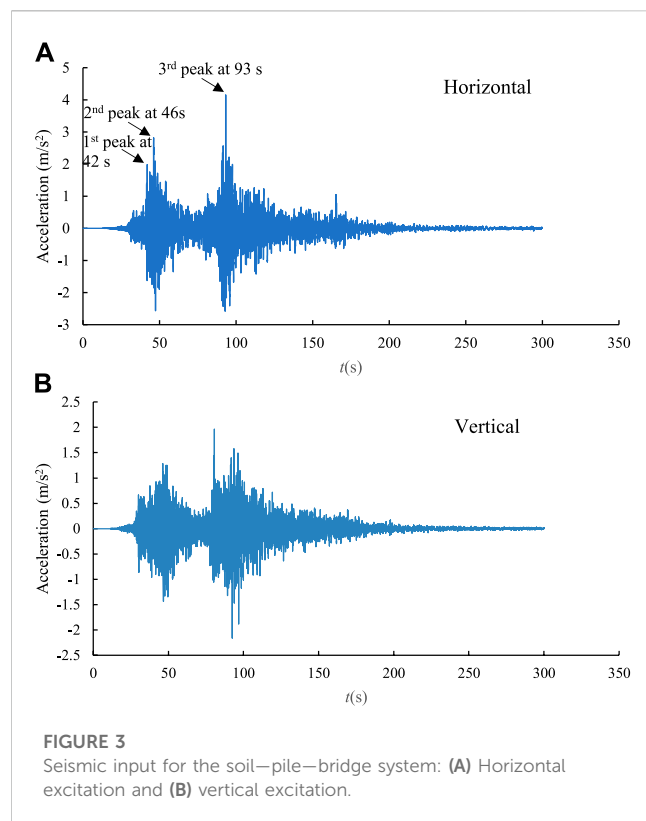 A
Horizontal
3rd peak at 93 s
2nd peak at 46s
1st peak at
42 s
Acceleration (m/s²)
5
4
3
2
1
0
-1
-2
-3
0 50 100 150 200 250 300 350
t(s)
B
Vertical
Acceleration (m/s²)
2.5
2
1.5
1
0.5
0
-0.5
-1
-1.5
-2
-2.5
0 50 100 150 200 250 300 350
t(s)
FIGURE 3
Seismic input for the soil—pile—bridge system: (A) Horizontal
excitation and (B) vertical excitation.